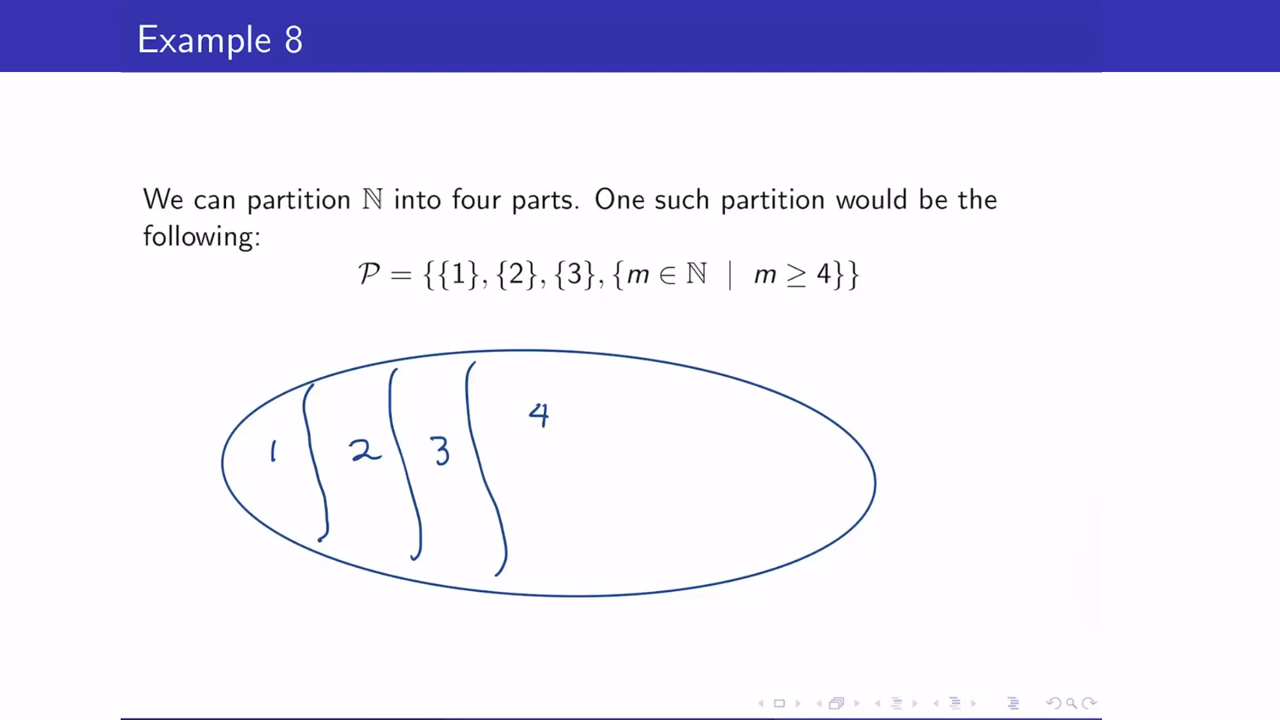 Example 8
We can partition ℕ into four parts. One such partition would be the
following:
𝒫 = {{1}, {2}, {3}, {m ∈ ℕ | m ≥ 4}}
1 2 3 4